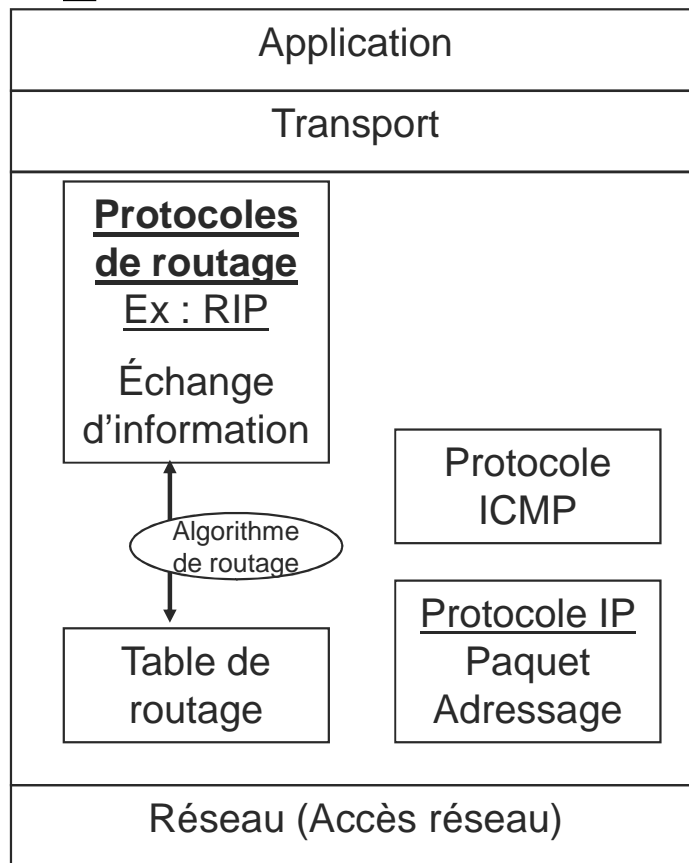 Application
Transport
Protocoles
de routage
Ex : RIP
Échange
d’information
Protocole
ICMP
Algorithme
de routage
Protocole IP
Paquet
Adressage
Table de
routage
Réseau (Accès réseau)